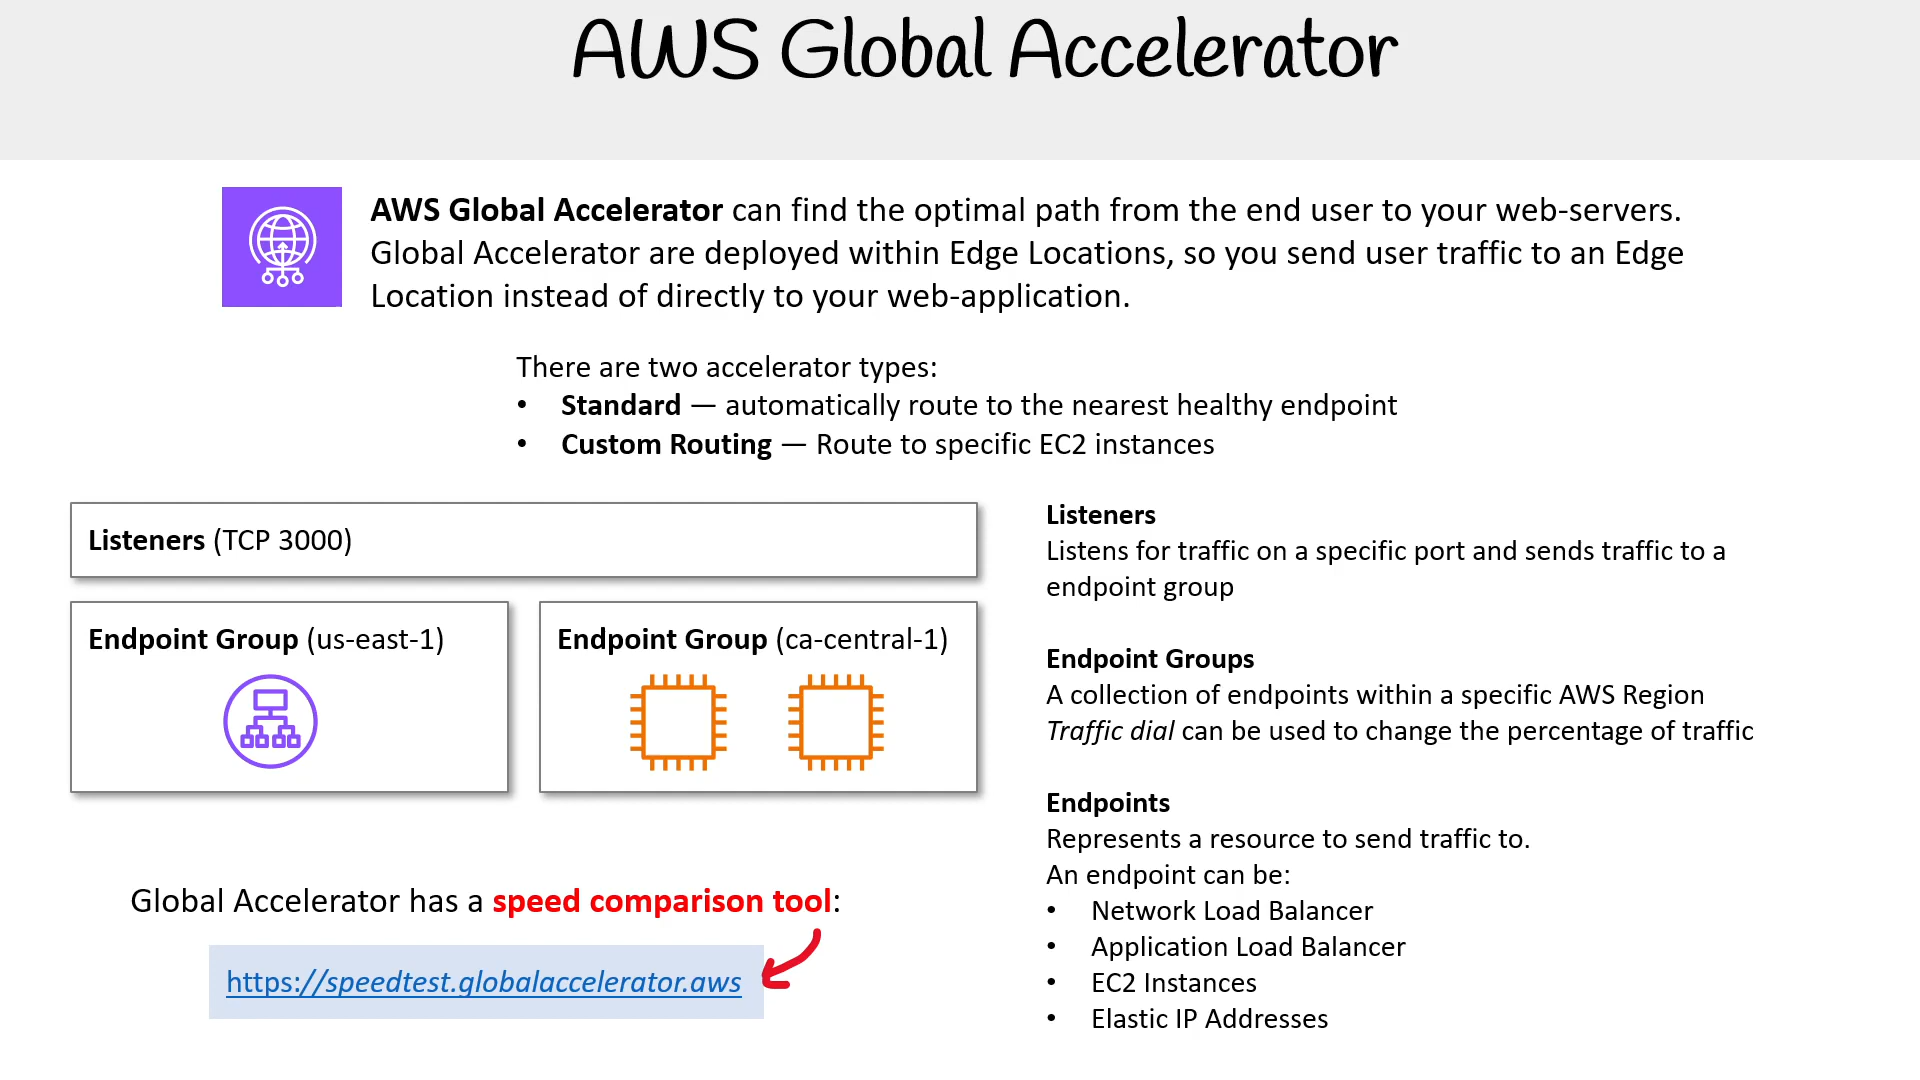 AWS Global Accelerator
AWS Global Accelerator can find the optimal path from the end user to your web-servers.
Global Accelerator are deployed within Edge Locations, so you send user traffic to an Edge
Location instead of directly to your web-application.
There are two accelerator types:
• Standard — automatically route to the nearest healthy endpoint
• Custom Routing — Route to specific EC2 instances
Listeners (TCP 3000)
Endpoint Group (us-east-1)
Endpoint Group (ca-central-1)
Global Accelerator has a speed comparison tool:
https://speedtest.globalaccelerator.aws
Listeners
Listens for traffic on a specific port and sends traffic to a
endpoint group
Endpoint Groups
A collection of endpoints within a specific AWS Region
Traffic dial can be used to change the percentage of traffic
Endpoints
Represents a resource to send traffic to.
An endpoint can be:
• Network Load Balancer
• Application Load Balancer
• EC2 Instances
• Elastic IP Addresses